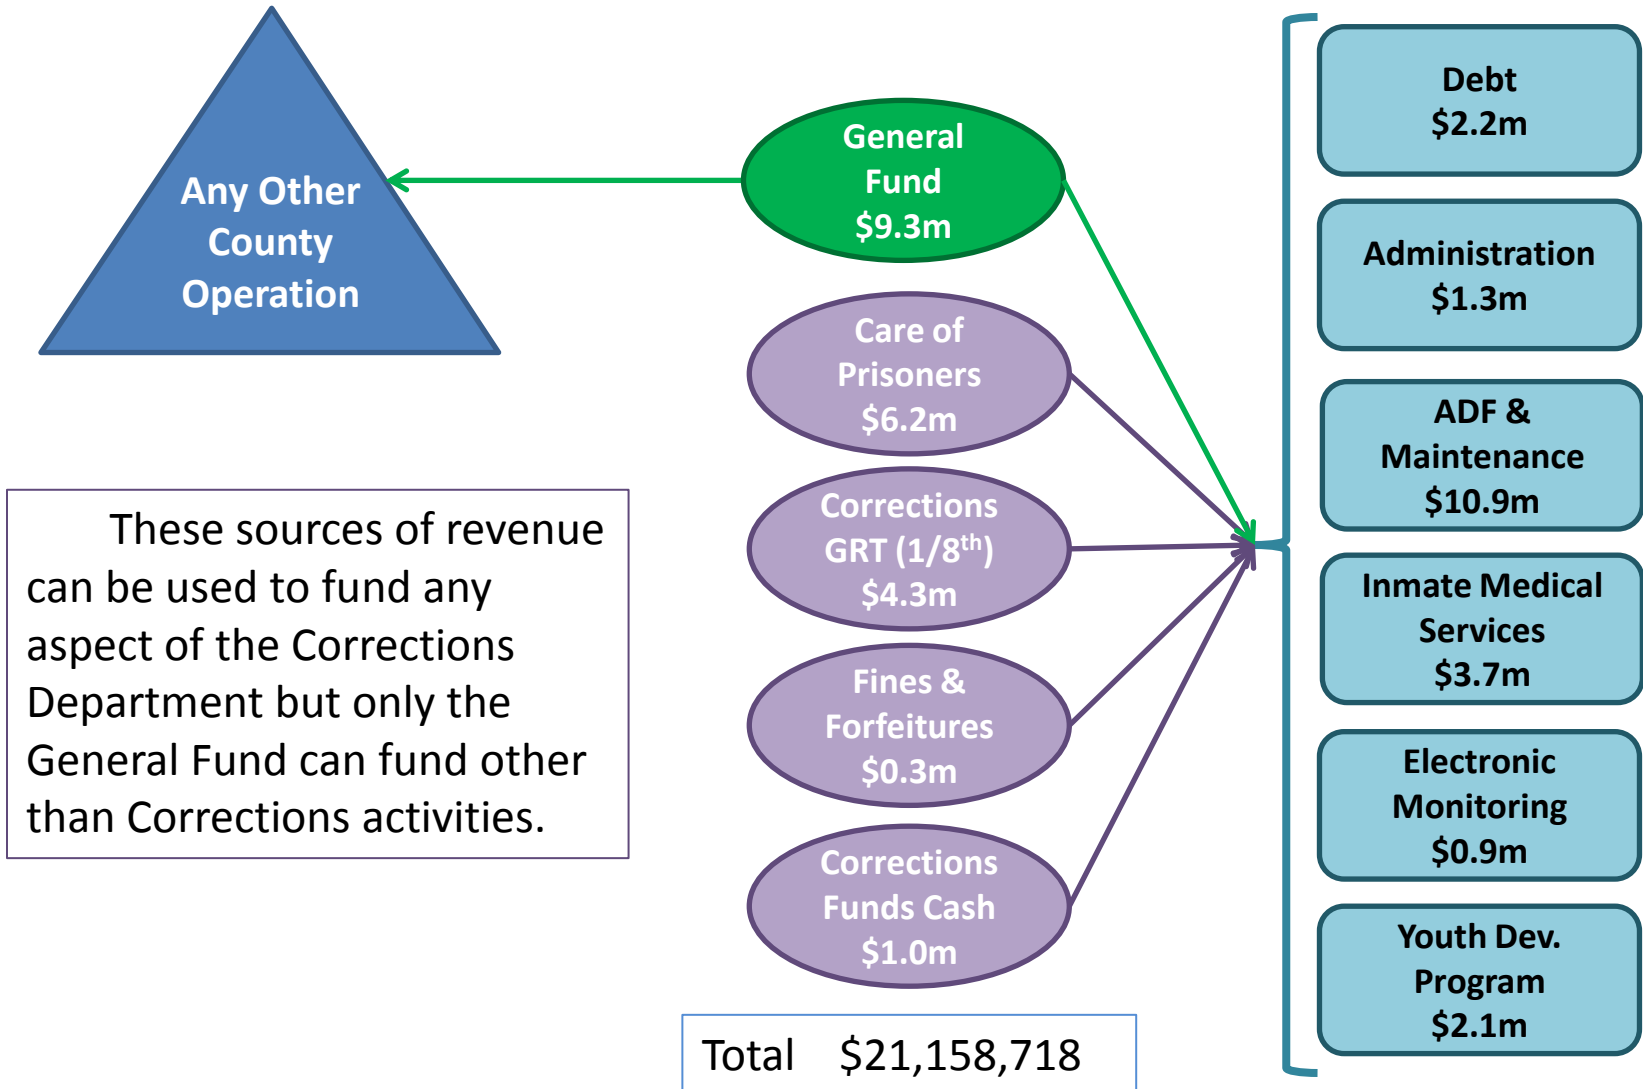 Any Other
County
Operation
These sources of revenue
can be used to fund any
aspect of the Corrections
Department but only the
General Fund can fund other
than Corrections activities.
General
Fund
$9.3m
Care of
Prisoners
$6.2m
Corrections
GRT (1/8th)
$4.3m
Fines &
Forfeitures
$0.3m
Corrections
Funds Cash
$1.0m
Total $21,158,718
Debt
$2.2m
Administration
$1.3m
ADF &
Maintenance
$10.9m
Inmate Medical
Services
$3.7m
Electronic
Monitoring
$0.9m
Youth Dev.
Program
$2.1m